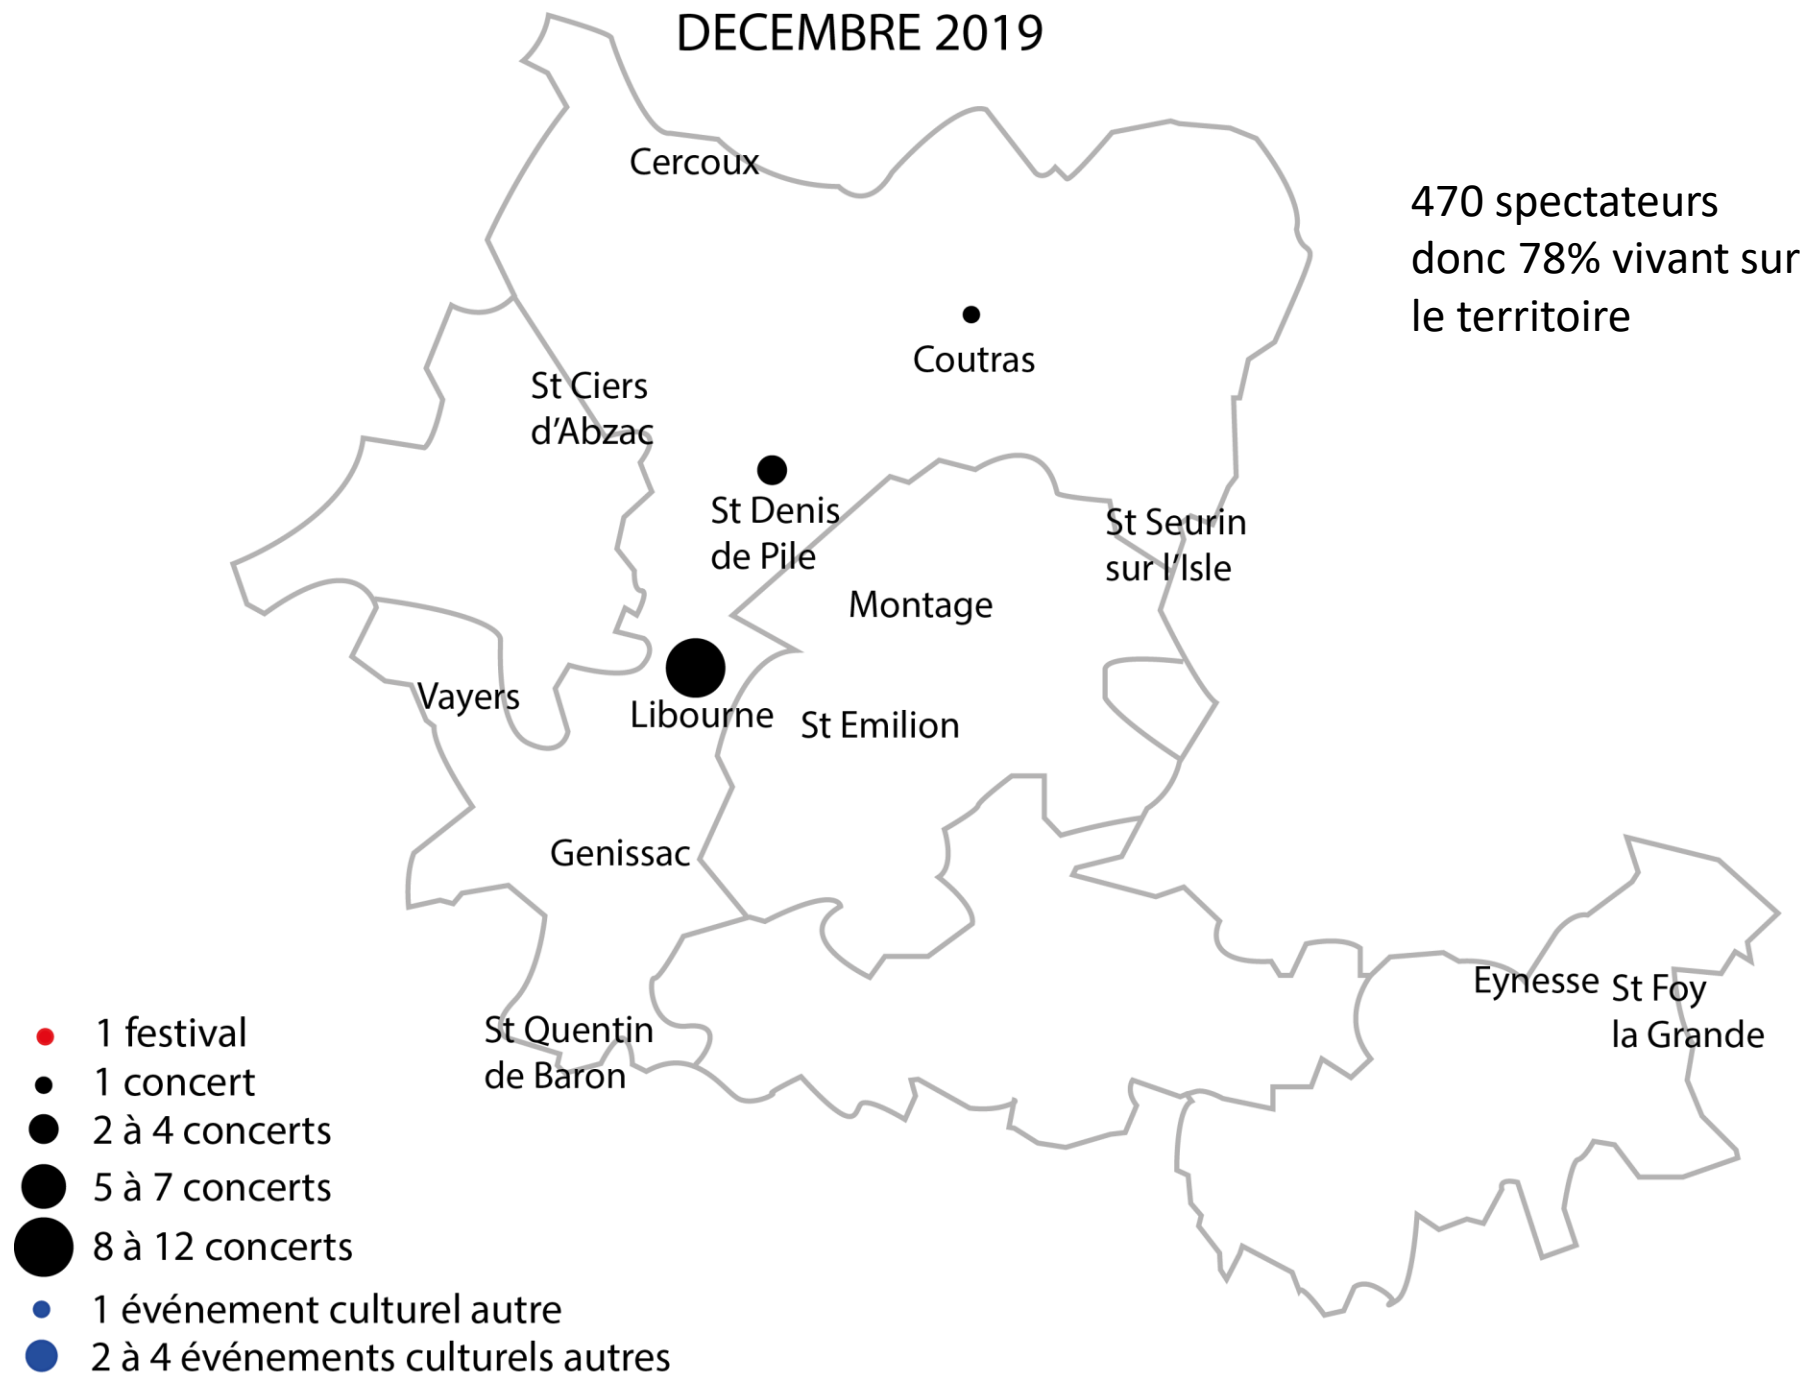 DECEMBRE 2019
Cercoux
470 spectateurs
donc 78% vivant sur
le territoire
Coutras
St Ciers
d'Abzac
St Denis
de Pile
St Seurin
sur l'Isle
Montage
Vayers
Libourne
St Emilion
Genissac
Eynesse
St Foy
la Grande
St Quentin
de Baron
1 festival
1 concert
2 à 4 concerts
5 à 7 concerts
8 à 12 concerts
1 événement culturel autre
2 à 4 événements culturels autres